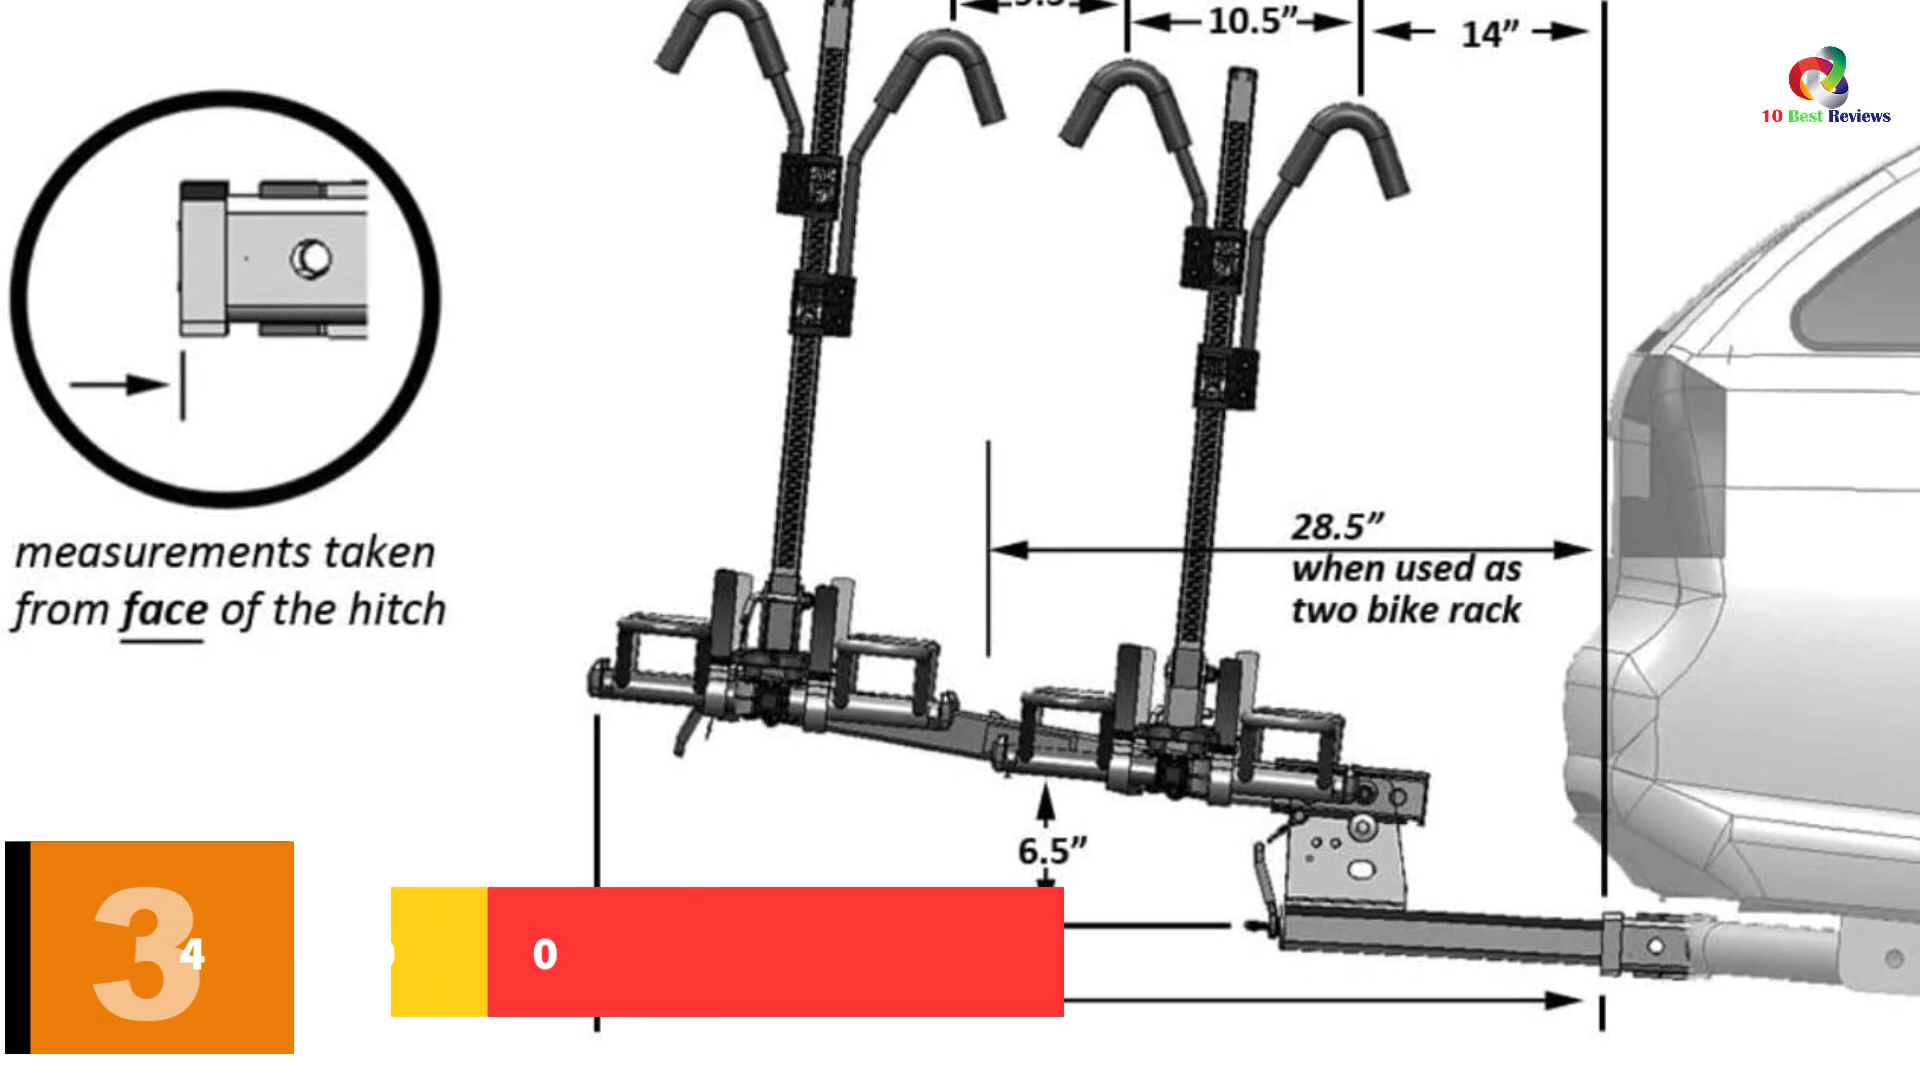 10.5”
14”
10 Best Reviews
28.5”
when used as
two bike rack
measurements taken
from face of the hitch
6.5”
3
4
0